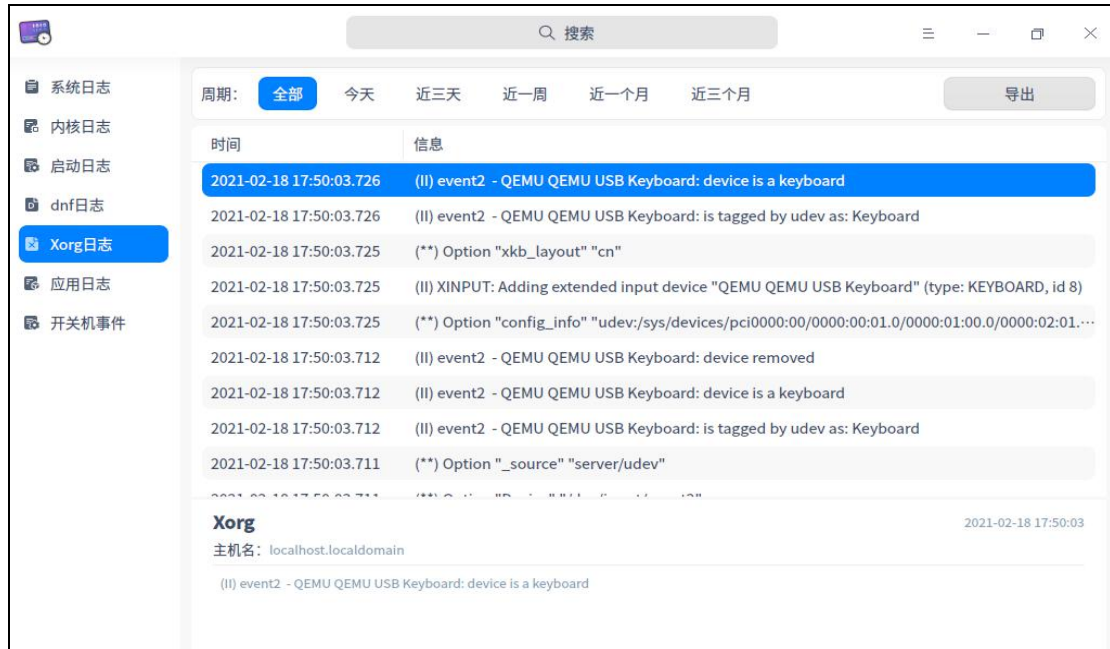 搜索
系统日志
内核日志
启动日志
dnf日志
Xorg日志
应用日志
开关机事件
周期： 全部 今天 近三天 近一周 近一个月 近三个月 导出
时间 信息
2021-02-18 17:50:03.726 (II) event2 - QEMU QEMU USB Keyboard: device is a keyboard
2021-02-18 17:50:03.726 (II) event2 - QEMU QEMU USB Keyboard: is tagged by udev as: Keyboard
2021-02-18 17:50:03.725 (**) Option "xkb_layout" "cn"
2021-02-18 17:50:03.725 (II) XINPUT: Adding extended input device "QEMU QEMU USB Keyboard" (type: KEYBOARD, id 8)
2021-02-18 17:50:03.725 (**) Option "config_info" "udev:/sys/devices/pci0000:00/0000:00:01.0/0000:01:00.0/0000:02:01.…
2021-02-18 17:50:03.712 (II) event2 - QEMU QEMU USB Keyboard: device removed
2021-02-18 17:50:03.712 (II) event2 - QEMU QEMU USB Keyboard: device is a keyboard
2021-02-18 17:50:03.712 (II) event2 - QEMU QEMU USB Keyboard: is tagged by udev as: Keyboard
2021-02-18 17:50:03.711 (**) Option "_source" "server/udev"
Xorg 2021-02-18 17:50:03
主机名： localhost.localdomain
(II) event2 - QEMU QEMU USB Keyboard: device is a keyboard